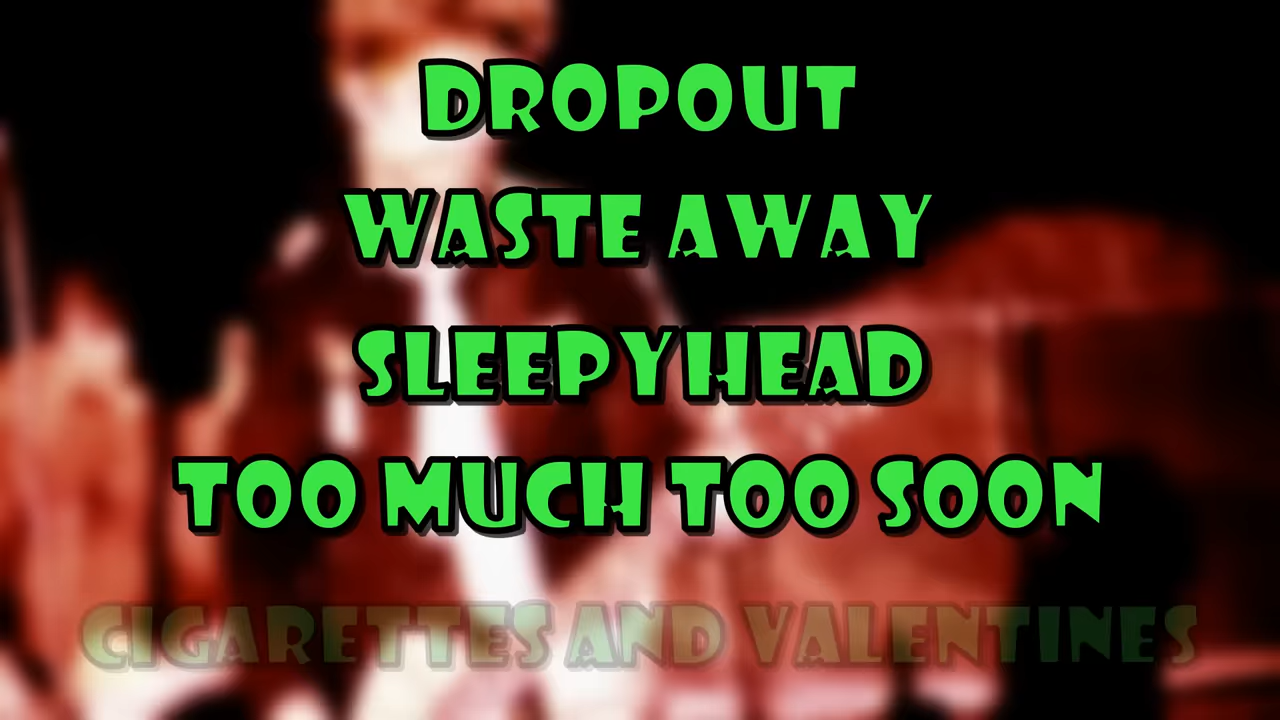 DROPOUT
WASTE AWAY
SLEEPYHEAD
TOO MUCH TOO SOON
CIGARETTES AND VALENTINES